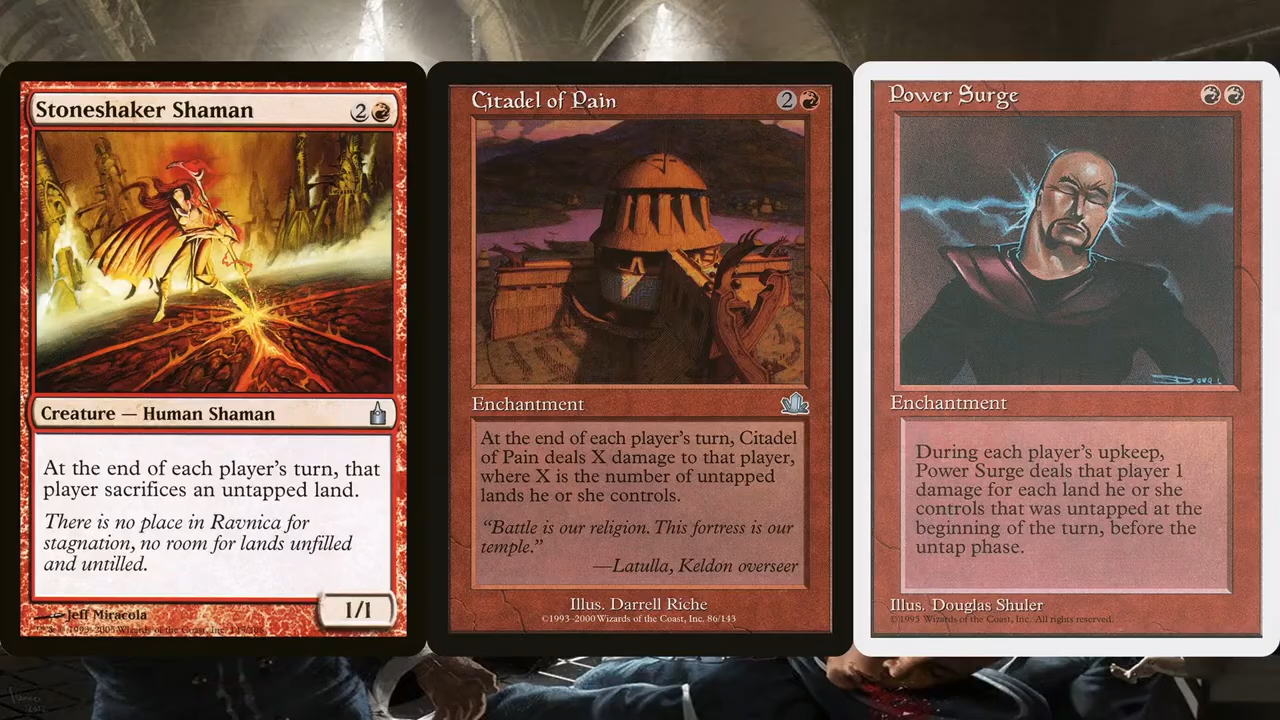 Stoneshaker Shaman
2
Creature — Human Shaman
At the end of each player's turn, that
player sacrifices an untapped land.
There is no place in Ravnica for
stagnation, no room for lands unfilled
and untilled.
1/1
Jeff Miracola
Citadel of Pain
2
Enchantment
At the end of each player's turn, Citadel
of Pain deals X damage to that player,
where X is the number of untapped
lands he or she controls.
"Battle is our religion. This fortress is our
temple."
—Latulla, Keldon overseer
Illus. Darrell Riche
©1993-2000 Wizards of the Coast, Inc. 86/143
Power Surge
Enchantment
During each player's upkeep,
Power Surge deals that player 1
damage for each land he or she
controls that was untapped at the
beginning of the turn, before the
untap phase.
Illus. Douglas Shuler
©1995 Wizards of the Coast, Inc. All rights reserved.